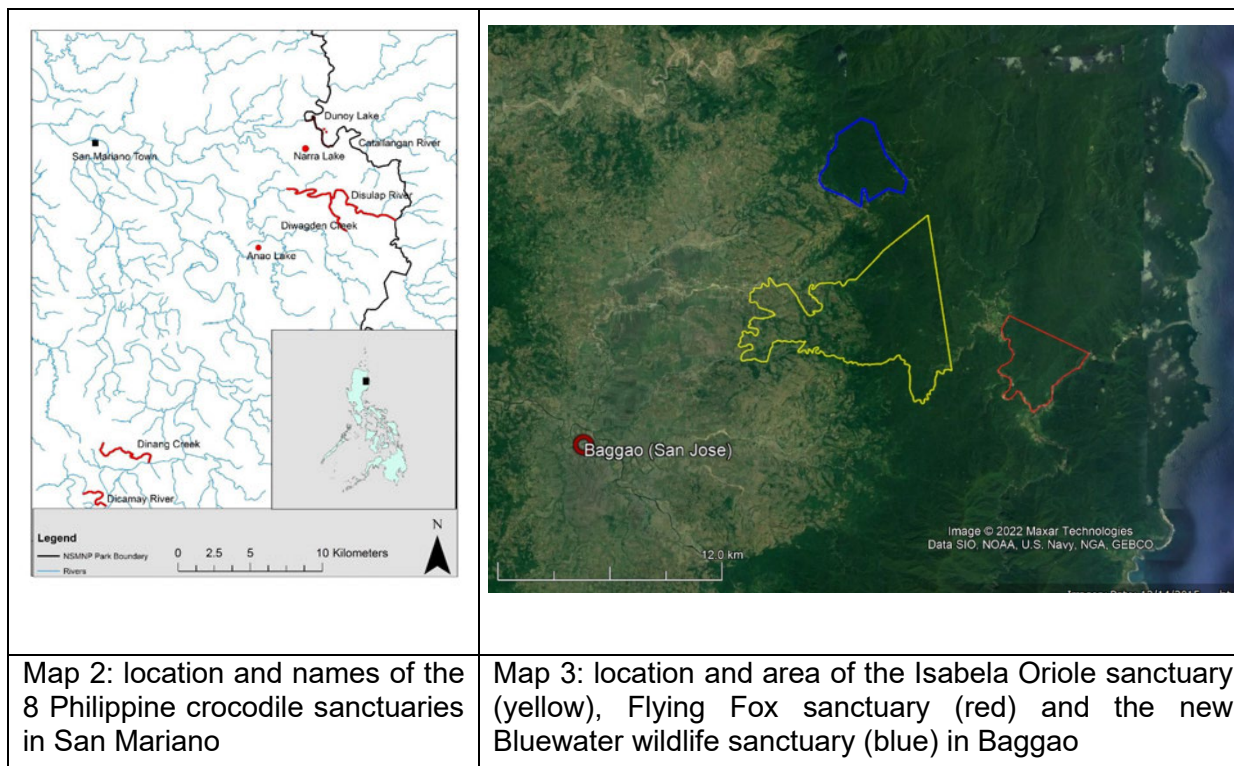 Dunoy Lake
Catallangan River
San Mariano Town
Narra Lake
Disulap River
Diwagden Creek
Anao Lake
Dinang Creek
Dicamay River
Legend
NSMNP Park Boundary
Rivers
0 2.5 5 10 Kilometers
N
Baggao (San Jose)
12.0 km
Image © 2022 Maxar Technologies
Data SIO, NOAA, U.S. Navy, NGA, GEBCO
Map 2: location and names of the
8 Philippine crocodile sanctuaries
in San Mariano
Map 3: location and area of the Isabela Oriole sanctuary
(yellow), Flying Fox sanctuary (red) and the new
Bluewater wildlife sanctuary (blue) in Baggao